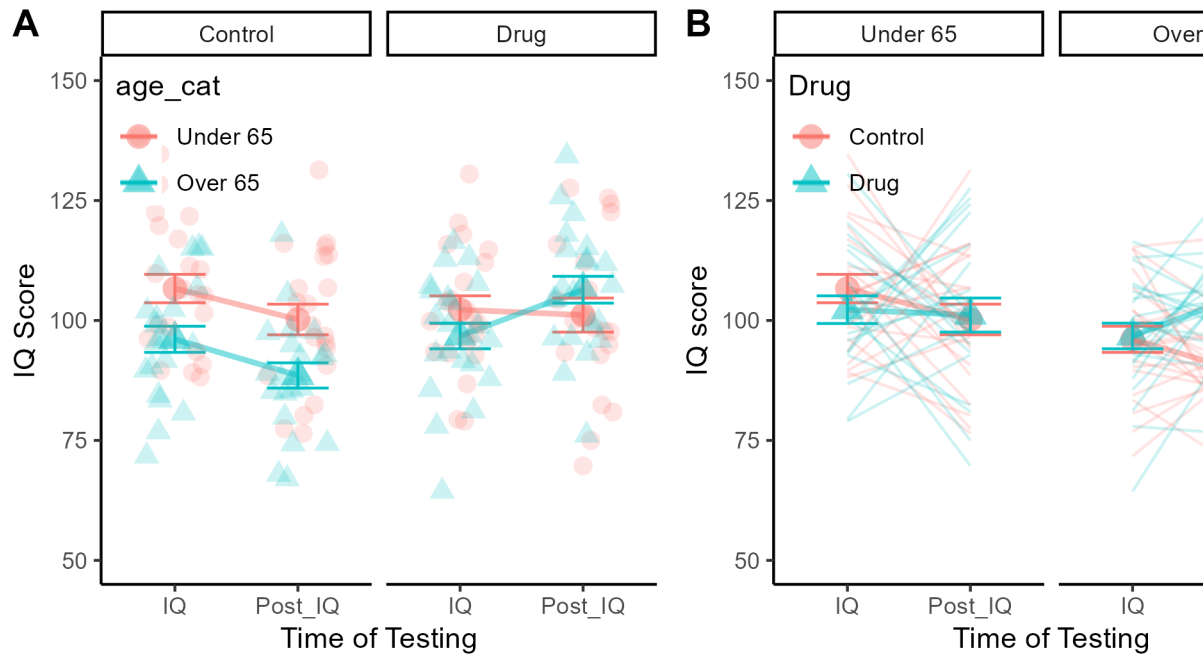 A
Control
Drug
150
125
100
75
50
IQ Score
age_cat
Under 65
Over 65
IQ
Post_IQ
IQ
Post_IQ
Time of Testing
B
Under 65
Over
150
125
100
75
50
IQ score
Drug
Control
Drug
IQ
Post_IQ
IQ
Time of Testing